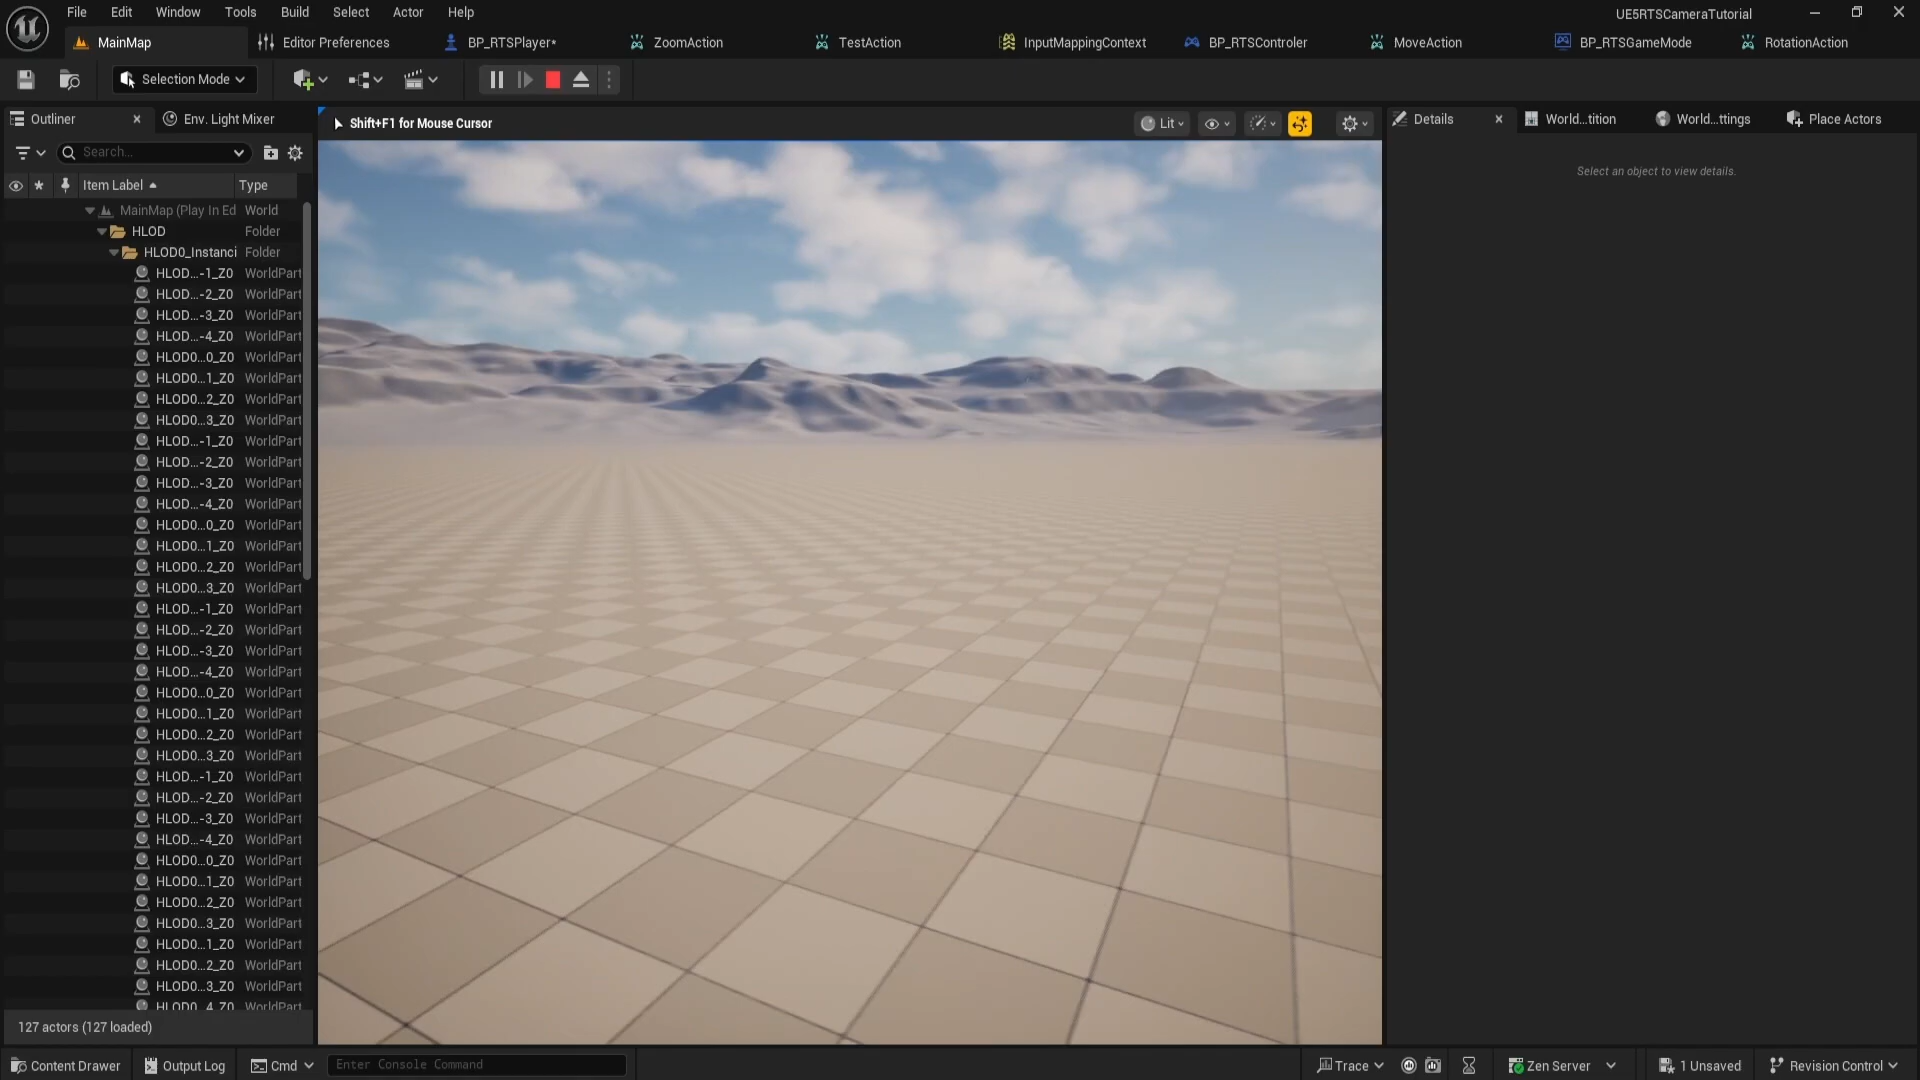 File Edit Window Tools Build Select Actor Help
UE5RTSCameraTutorial
MainMap
Editor Preferences
BP_RTSPlayer*
ZoomAction
TestAction
InputMappingContext
BP_RTSControler
MoveAction
BP_RTSGameMode
RotationAction
Selection Mode
Outliner
Env. Light Mixer
Shift+F1 for Mouse Cursor
Lit
Details
World...tition
World...ttings
Place Actors
Search...
Select an object to view details.
Item Label Type
MainMap (Play In Ed World
HLOD Folder
HLOD0_Instanci Folder
HLOD...-1_Z0 WorldPart
HLOD...-2_Z0 WorldPart
HLOD...-3_Z0 WorldPart
HLOD...-4_Z0 WorldPart
HLOD0...0_Z0 WorldPart
HLOD0...1_Z0 WorldPart
HLOD0...2_Z0 WorldPart
HLOD0...3_Z0 WorldPart
HLOD...-1_Z0 WorldPart
HLOD...-2_Z0 WorldPart
HLOD...-3_Z0 WorldPart
HLOD...-4_Z0 WorldPart
HLOD0...0_Z0 WorldPart
HLOD0...1_Z0 WorldPart
HLOD0...2_Z0 WorldPart
HLOD0...3_Z0 WorldPart
HLOD...-1_Z0 WorldPart
HLOD...-2_Z0 WorldPart
HLOD...-3_Z0 WorldPart
HLOD...-4_Z0 WorldPart
HLOD0...0_Z0 WorldPart
HLOD0...1_Z0 WorldPart
HLOD0...2_Z0 WorldPart
HLOD0...3_Z0 WorldPart
HLOD...-1_Z0 WorldPart
HLOD...-2_Z0 WorldPart
HLOD...-3_Z0 WorldPart
HLOD...-4_Z0 WorldPart
HLOD0...0_Z0 WorldPart
HLOD0...1_Z0 WorldPart
HLOD0...2_Z0 WorldPart
HLOD0...3_Z0 WorldPart
HLOD0...1_Z0 WorldPart
HLOD0...2_Z0 WorldPart
HLOD0...3_Z0 WorldPart
HLOD0...4_Z0 WorldPart
127 actors (127 loaded)
Content Drawer
Output Log
Cmd
Enter Console Command
Trace
Zen Server
1 Unsaved
Revision Control